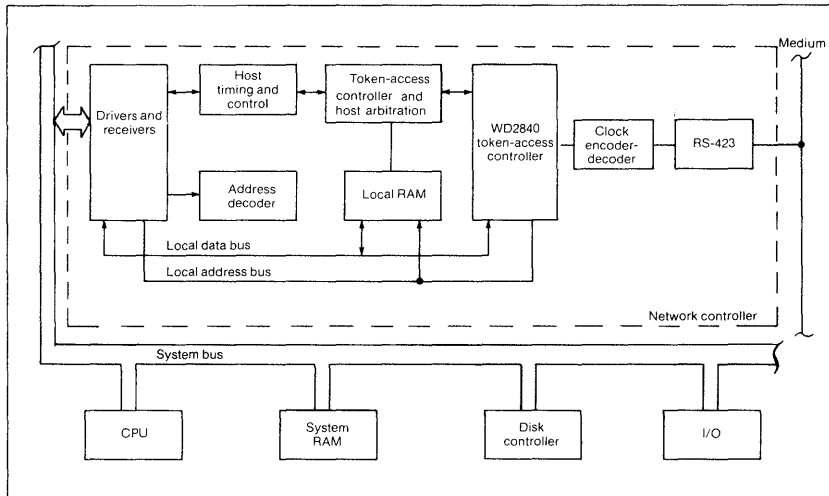 Medium
Host
timing and
control
Token-access
controller and
host arbitration
Drivers and
receivers
WD2840
token-access
controller
Clock
encoder-
decoder
RS-423
Address
decoder
Local RAM
Local data bus
Local address bus
Network controller
System bus
CPU
System
RAM
Disk
controller
I/O